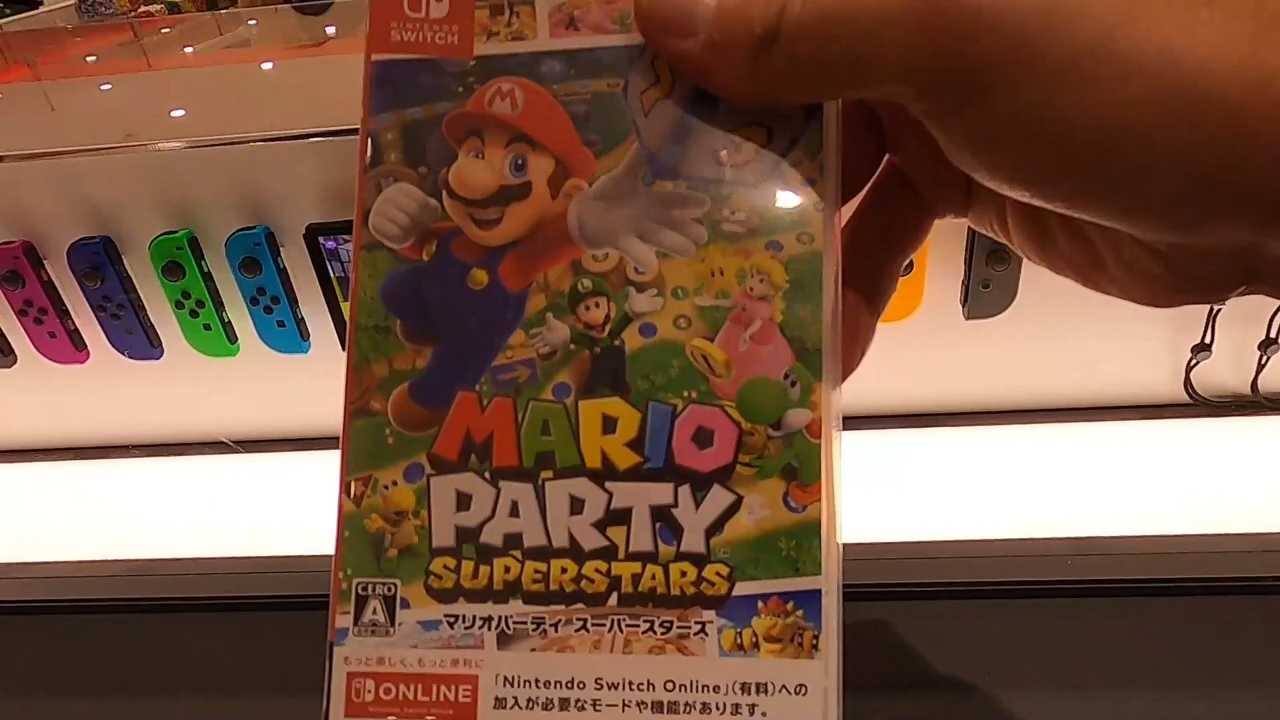 NINTENDO
SWITCH
M
L
MARIO
PARTY
SUPERSTARS
CERO
A
マリオパーティ スーパースターズ
もっと楽しく、もっと便利に
ONLINE
Nintendo Switch Online
「Nintendo Switch Online」(有料)への
加入が必要なモードや機能があります。